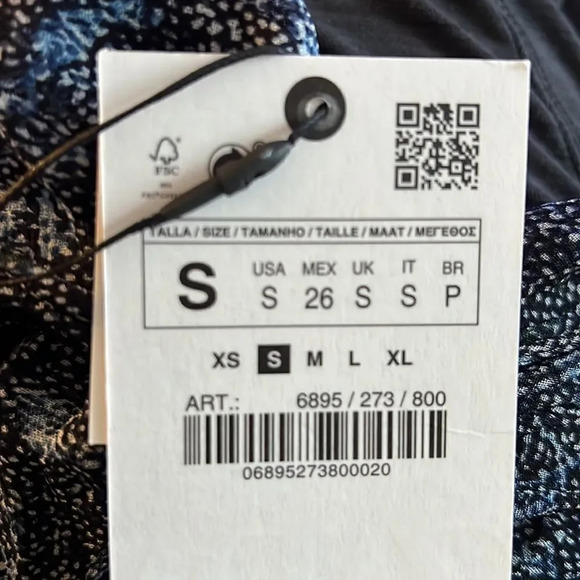 FSC
TALLA / SIZE / TAMANHO / TAILLE / MAAT / ΜΕΓΕΘΟΣ
S USA MEX UK IT BR
S 26 S S P
XS S M L XL
ART.: 6895 / 273 / 800
06895273800020